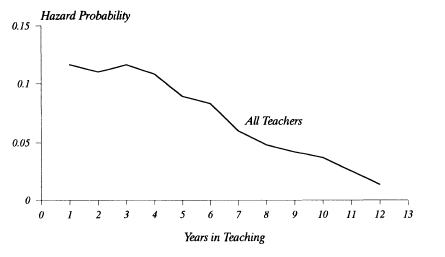 Hazard Probability
0.15
0.1
0.05
0
All Teachers
0 1 2 3 4 5 6 7 8 9 10 11 12 13
Years in Teaching